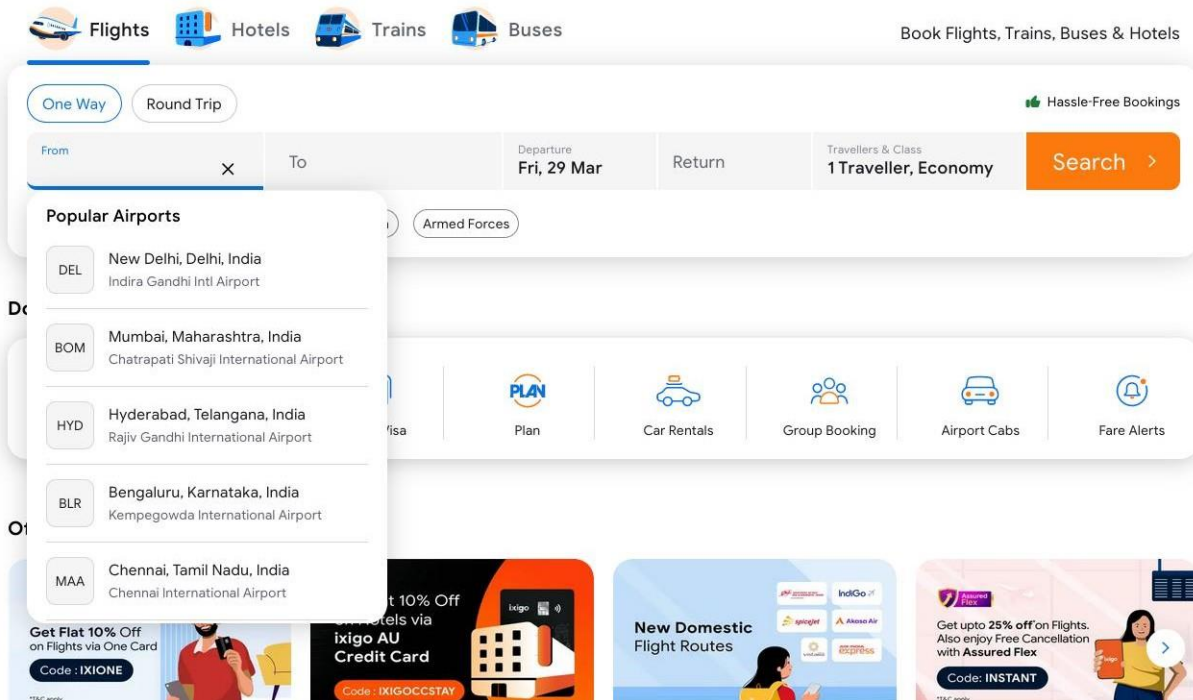 Flights
Hotels
Trains
Buses
Book Flights, Trains, Buses & Hotels
One Way
Round Trip
Hassle-Free Bookings
From
To
Departure
Fri, 29 Mar
Return
Travellers & Class
1 Traveller, Economy
Search
Popular Airports
Armed Forces
DEL
New Delhi, Delhi, India
Indira Gandhi Intl Airport
BOM
Mumbai, Maharashtra, India
Chatrapati Shivaji International Airport
HYD
Hyderabad, Telangana, India
Rajiv Gandhi International Airport
BLR
Bengaluru, Karnataka, India
Kempegowda International Airport
MAA
Chennai, Tamil Nadu, India
Chennai International Airport
PLAN
Plan
Car Rentals
Group Booking
Airport Cabs
Fare Alerts
Get Flat 10% Off
on Flights via One Card
Code : IXIONE
*T&C apply
10% Off
via
ixigo AU
Credit Card
Code : IXIGOCCSTAY
ixigo
New Domestic
Flight Routes
IndiGo
spicejet
Akasa Air
express
Assured
Flex
Get upto 25% off on Flights.
Also enjoy Free Cancellation
with Assured Flex
Code: INSTANT
*T&C apply
ixigo